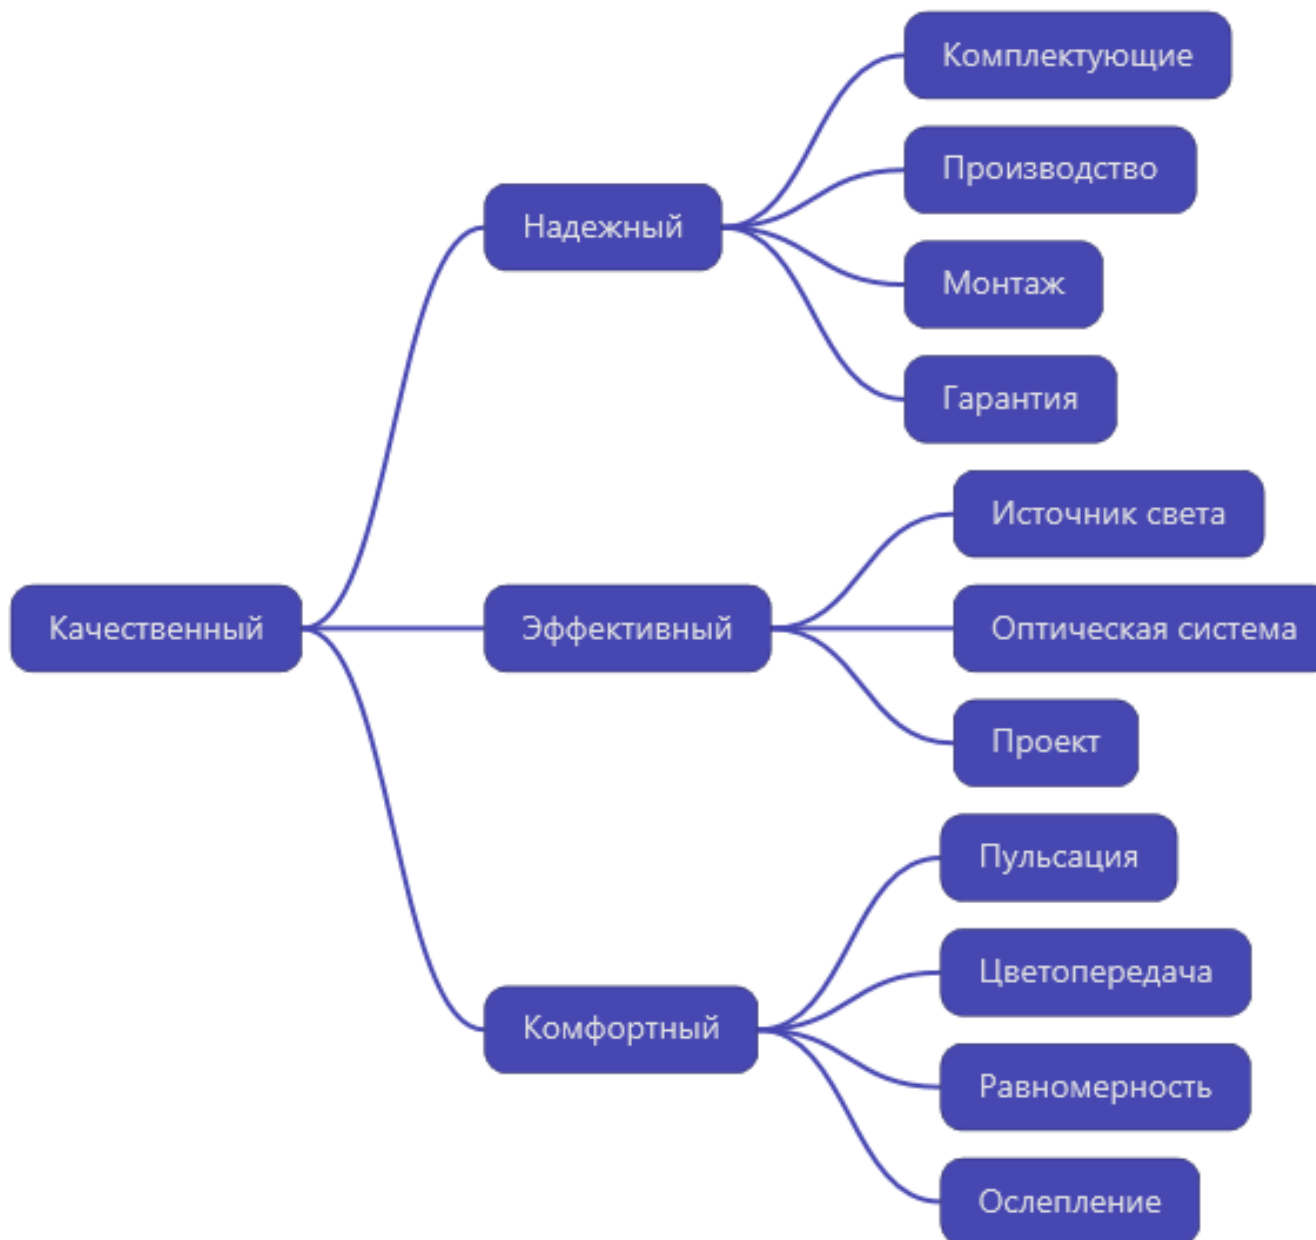 Качественный
Надежный
Комплектующие
Производство
Монтаж
Гарантия
Эффективный
Источник света
Оптическая система
Проект
Комфортный
Пульсация
Цветопередача
Равномерность
Ослепление